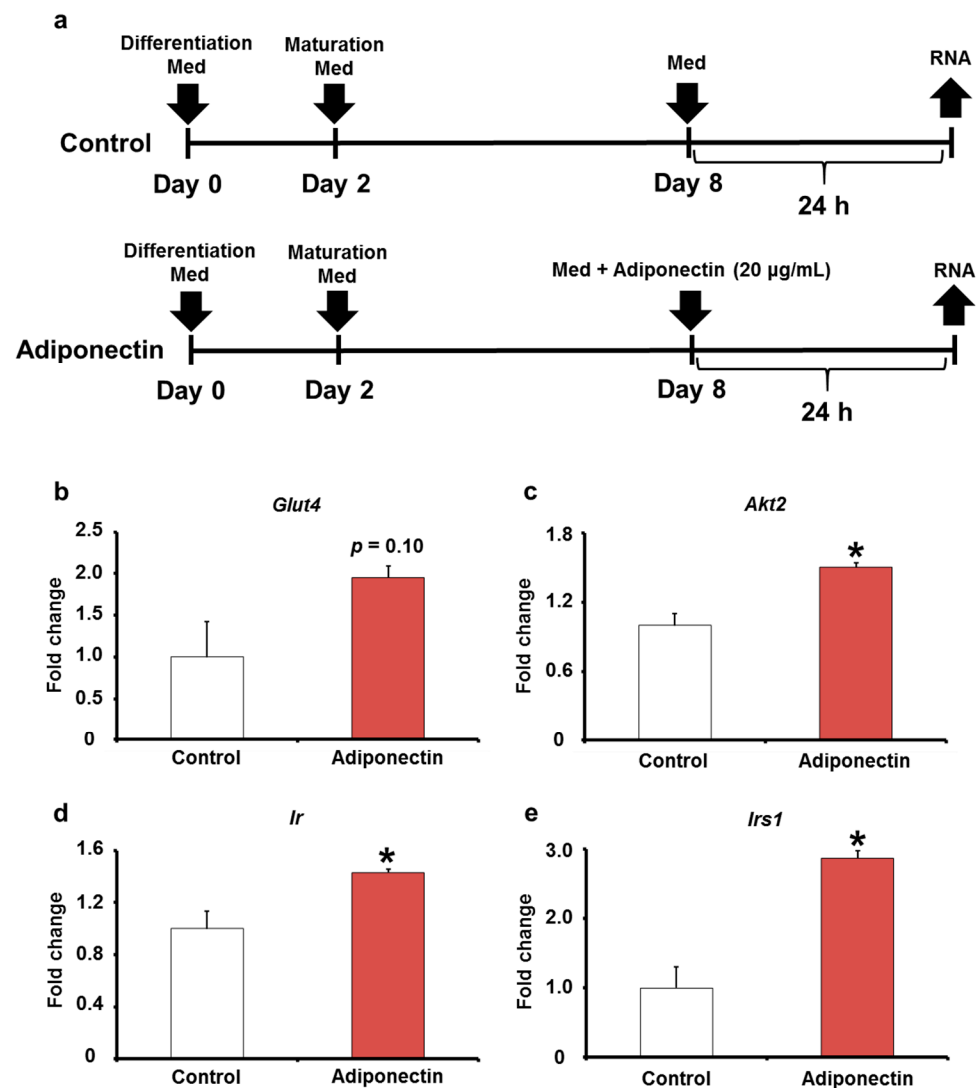 a
Differentiation
Med
Maturation
Med
Med
RNA
Control
Day 0
Day 2
Day 8
24 h
Differentiation
Med
Maturation
Med
Med + Adiponectin (20 µg/mL)
RNA
Adiponectin
Day 0
Day 2
Day 8
24 h
b
Glut4
Fold change
2.5
2.0
1.0
0.5
0
p = 0.10
Control
Adiponectin
c
Akt2
Fold change
1.8
1.2
0.6
0
*
Control
Adiponectin
d
Ir
Fold change
1.6
1.2
0.8
0.4
0
*
Control
Adiponectin
e
Irs1
Fold change
3.0
2.0
1.0
0
*
Control
Adiponectin